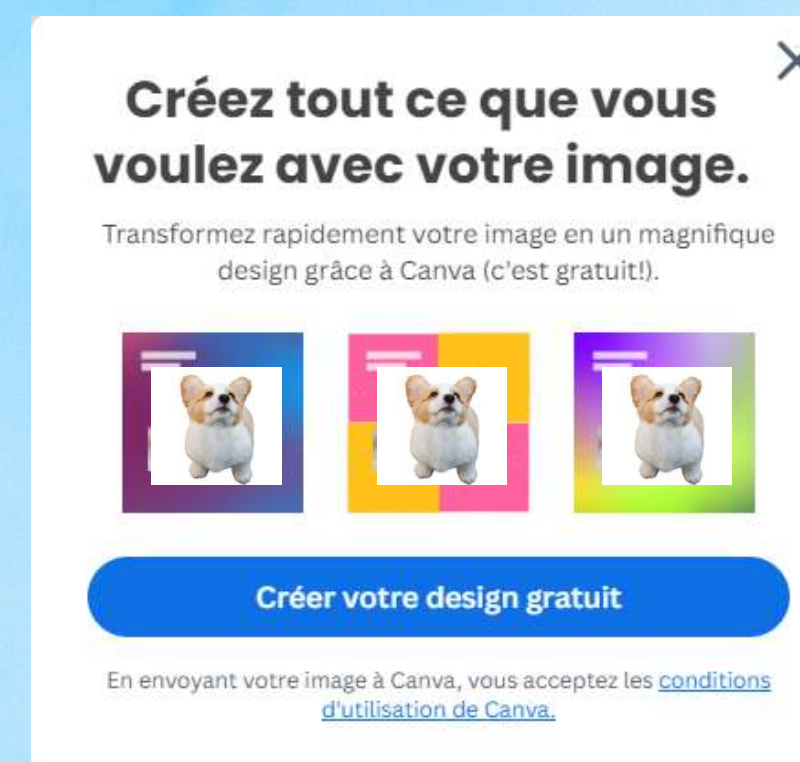 Créez tout ce que vous
voulez avec votre image.
Transformez rapidement votre image en un magnifique
design grâce à Canva (c'est gratuit!).
Créer votre design gratuit
En envoyant votre image à Canva, vous acceptez les conditions
d'utilisation de Canva.